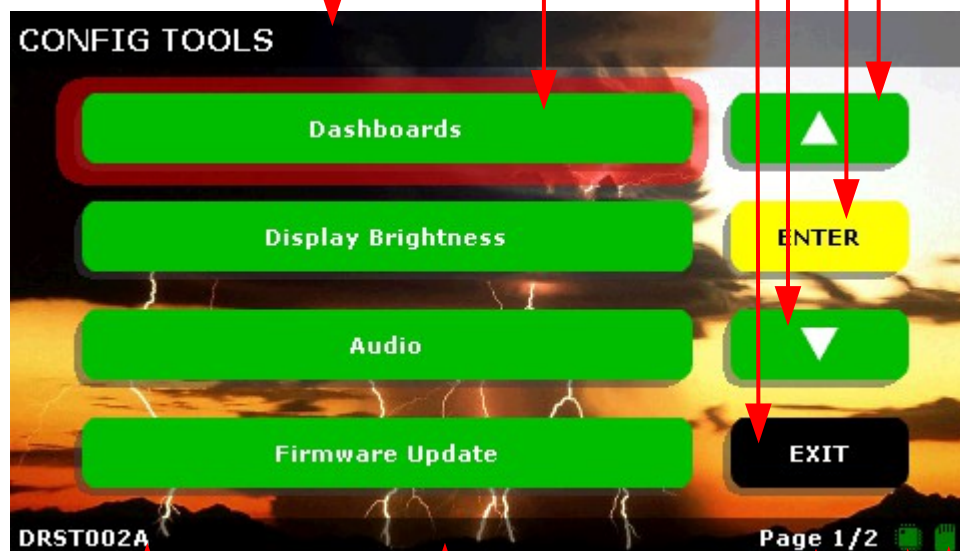 CONFIG TOOLS
Dashboards
Display Brightness
ENTER
Audio
Firmware Update
EXIT
DRST002A
Page 1/2